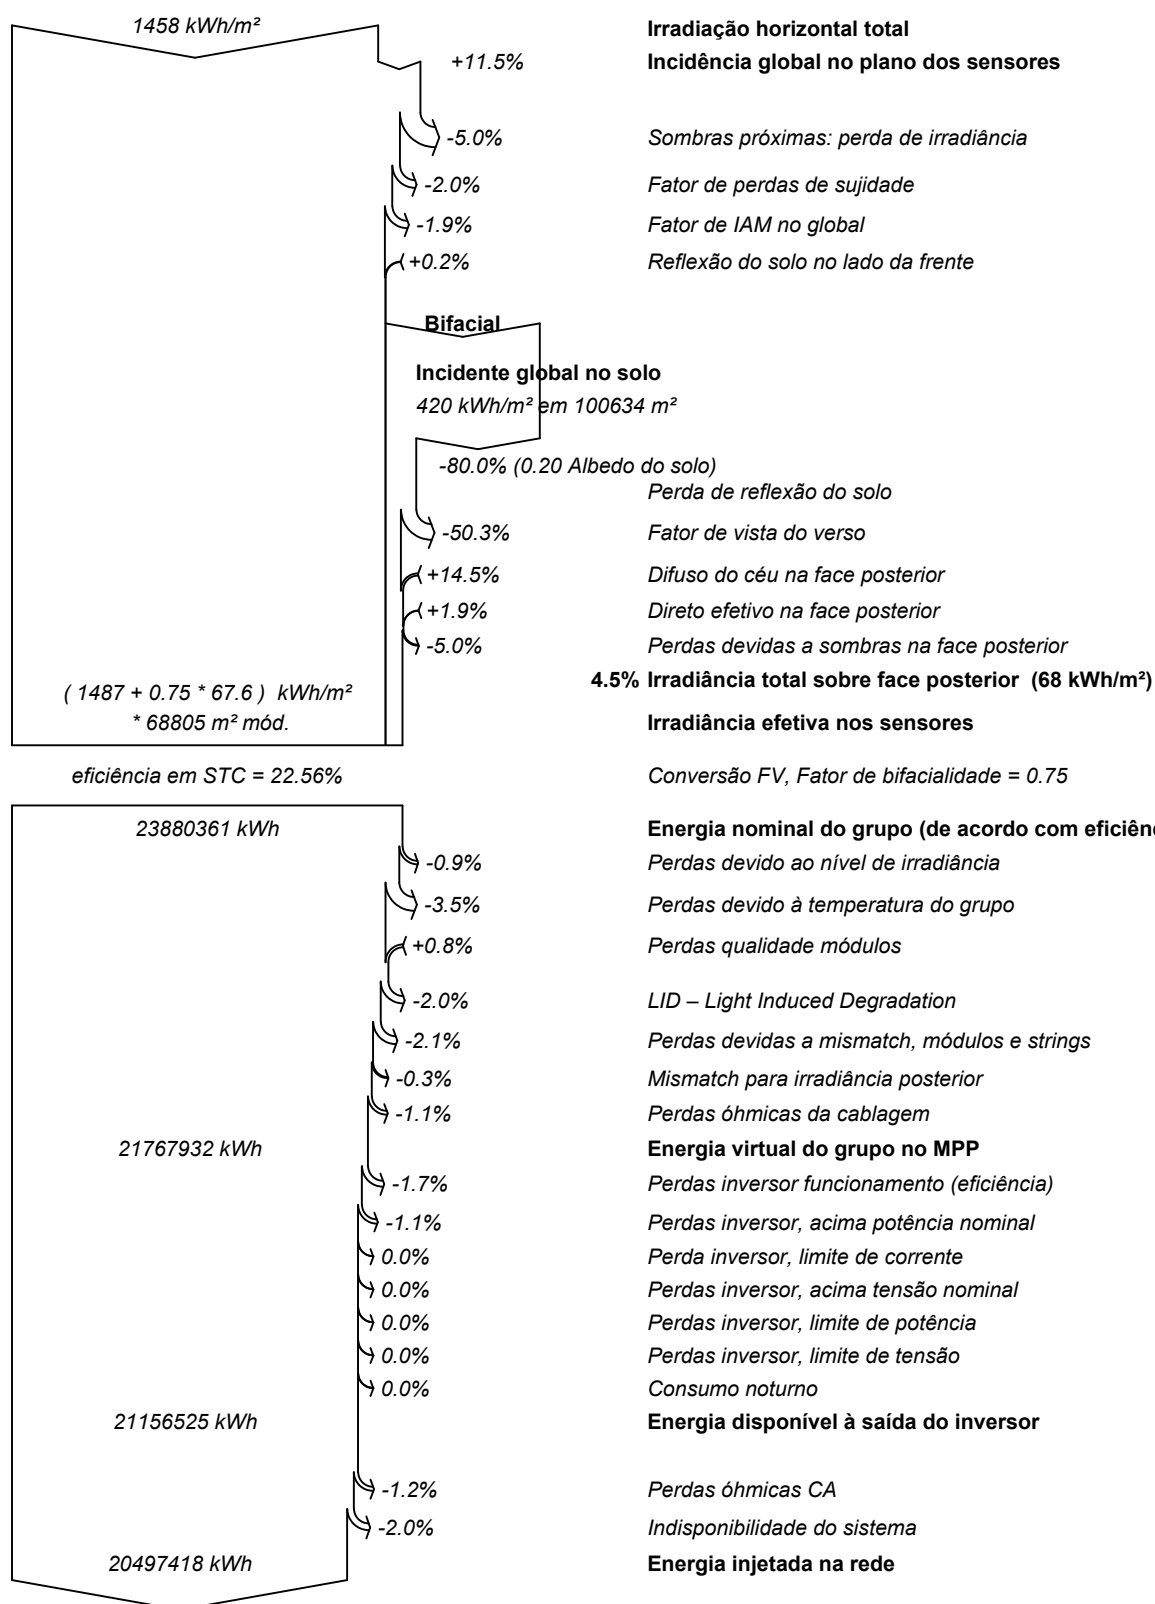 1458 kWh/m² Irradiação horizontal total
+11.5% Incidência global no plano dos sensores
-5.0% Sombras próximas: perda de irradiância
-2.0% Fator de perdas de sujidade
-1.9% Fator de IAM no global
+0.2% Reflexão do solo no lado da frente
Bifacial
Incidente global no solo
420 kWh/m² em 100634 m²
-80.0% (0.20 Albedo do solo)
Perda de reflexão do solo
-50.3% Fator de vista do verso
+14.5% Difuso do céu na face posterior
+1.9% Direto efetivo na face posterior
-5.0% Perdas devidas a sombras na face posterior
4.5% Irradiância total sobre face posterior (68 kWh/m²)
( 1487 + 0.75 * 67.6 ) kWh/m²
* 68805 m² mód. Irradiância efetiva nos sensores
eficiência em STC = 22.56% Conversão FV, Fator de bifacialidade = 0.75
23880361 kWh Energia nominal do grupo (de acordo com eficiênc
-0.9% Perdas devido ao nível de irradiância
-3.5% Perdas devido à temperatura do grupo
+0.8% Perdas qualidade módulos
-2.0% LID – Light Induced Degradation
-2.1% Perdas devidas a mismatch, módulos e strings
-0.3% Mismatch para irradiância posterior
-1.1% Perdas óhmicas da cablagem
21767932 kWh Energia virtual do grupo no MPP
-1.7% Perdas inversor funcionamento (eficiência)
-1.1% Perdas inversor, acima potência nominal
0.0% Perda inversor, limite de corrente
0.0% Perdas inversor, acima tensão nominal
0.0% Perdas inversor, limite de potência
0.0% Perdas inversor, limite de tensão
0.0% Consumo noturno
21156525 kWh Energia disponível à saída do inversor
-1.2% Perdas óhmicas CA
-2.0% Indisponibilidade do sistema
20497418 kWh Energia injetada na rede